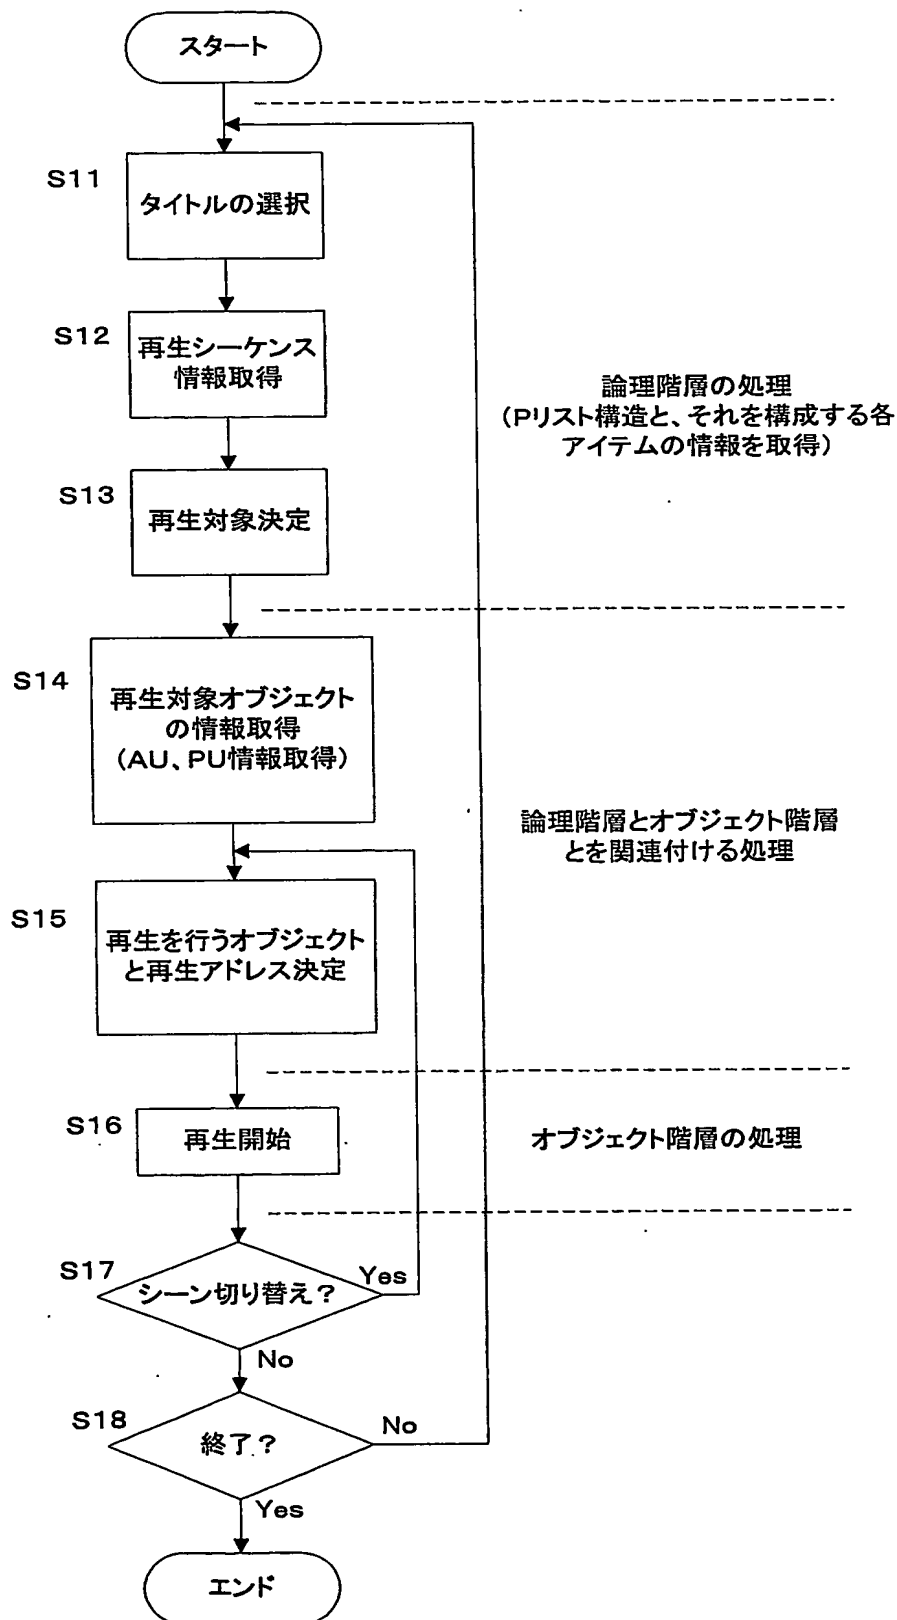 スタート
S11
タイトルの選択
S12
再生シーケンス
情報取得
論理階層の処理
(Pリスト構造と、それを構成する各
アイテムの情報を取得)
S13
再生対象決定
S14
再生対象オブジェクト
の情報取得
(AU、PU情報取得)
論理階層とオブジェクト階層
とを関連付ける処理
S15
再生を行うオブジェクト
と再生アドレス決定
S16
再生開始
オブジェクト階層の処理
S17
シーン切り替え?
Yes
No
S18
終了?
No
Yes
エンド